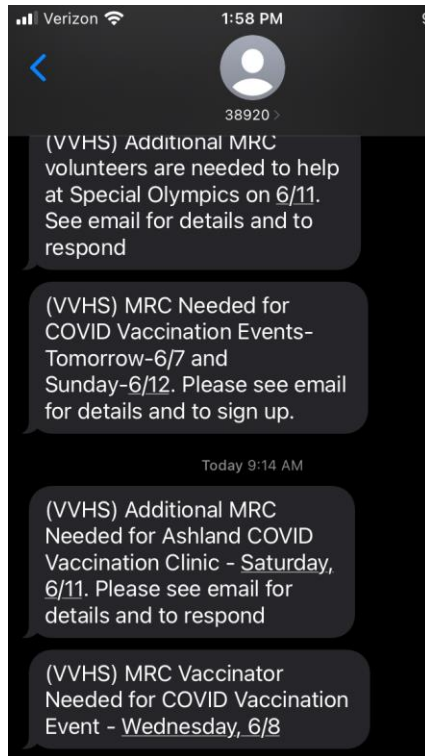 Verizon
1:58 PM
38920 >
(VVHS) Additional MRC
volunteers are needed to help
at Special Olympics on 6/11.
See email for details and to
respond
(VVHS) MRC Needed for
COVID Vaccination Events-
Tomorrow-6/7 and
Sunday-6/12. Please see email
for details and to sign up.
Today 9:14 AM
(VVHS) Additional MRC
Needed for Ashland COVID
Vaccination Clinic - Saturday,
6/11. Please see email for
details and to respond
(VVHS) MRC Vaccinator
Needed for COVID Vaccination
Event - Wednesday, 6/8